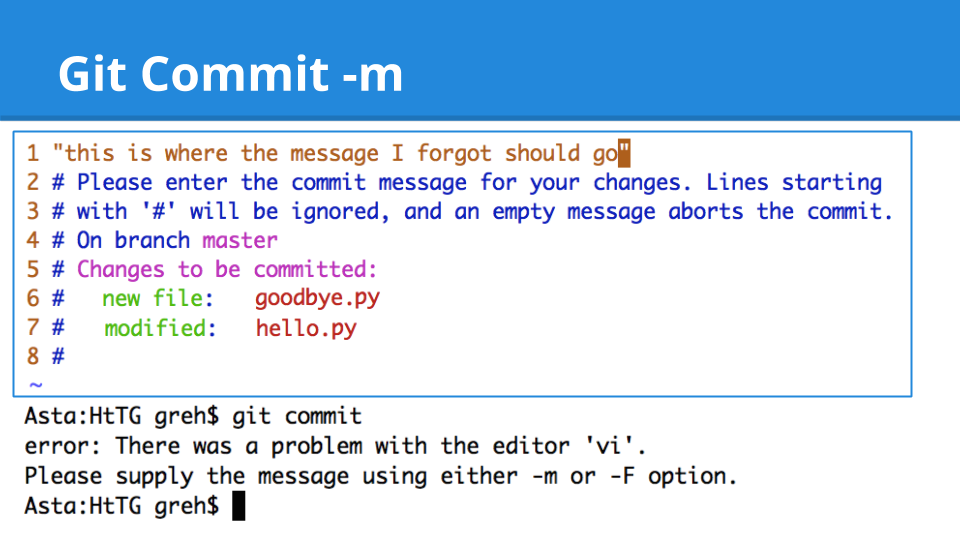 Git Commit -m
1 "this is where the message I forgot should go"
2 # Please enter the commit message for your changes. Lines starting
3 # with '#' will be ignored, and an empty message aborts the commit.
4 # On branch master
5 # Changes to be committed:
6 #   new file:   goodbye.py
7 #   modified:   hello.py
8 #
~
Asta:HtTG greh$ git commit
error: There was a problem with the editor 'vi'.
Please supply the message using either -m or -F option.
Asta:HtTG greh$